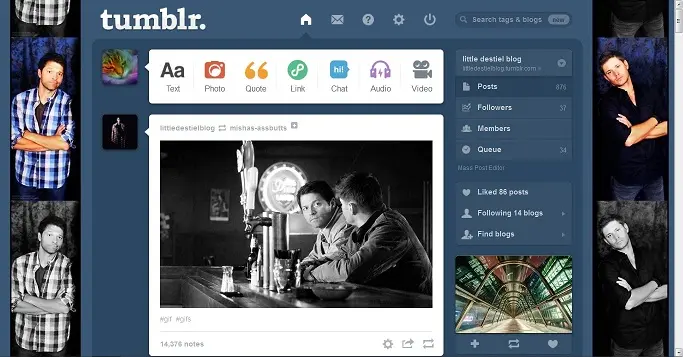 tumblr.
Search tags & blogs
new
Aa
hi!
Text
Photo
Quote
Link
Chat
Audio
Video
littledestielblog mishas-assbutts
#gif #gifs
14,376 notes
little destiel blog
littledestielblog.tumblr.com
Posts 876
Followers 37
Members
Queue 34
Mass Post Editor
Liked 86 posts
Following 14 blogs
Find blogs